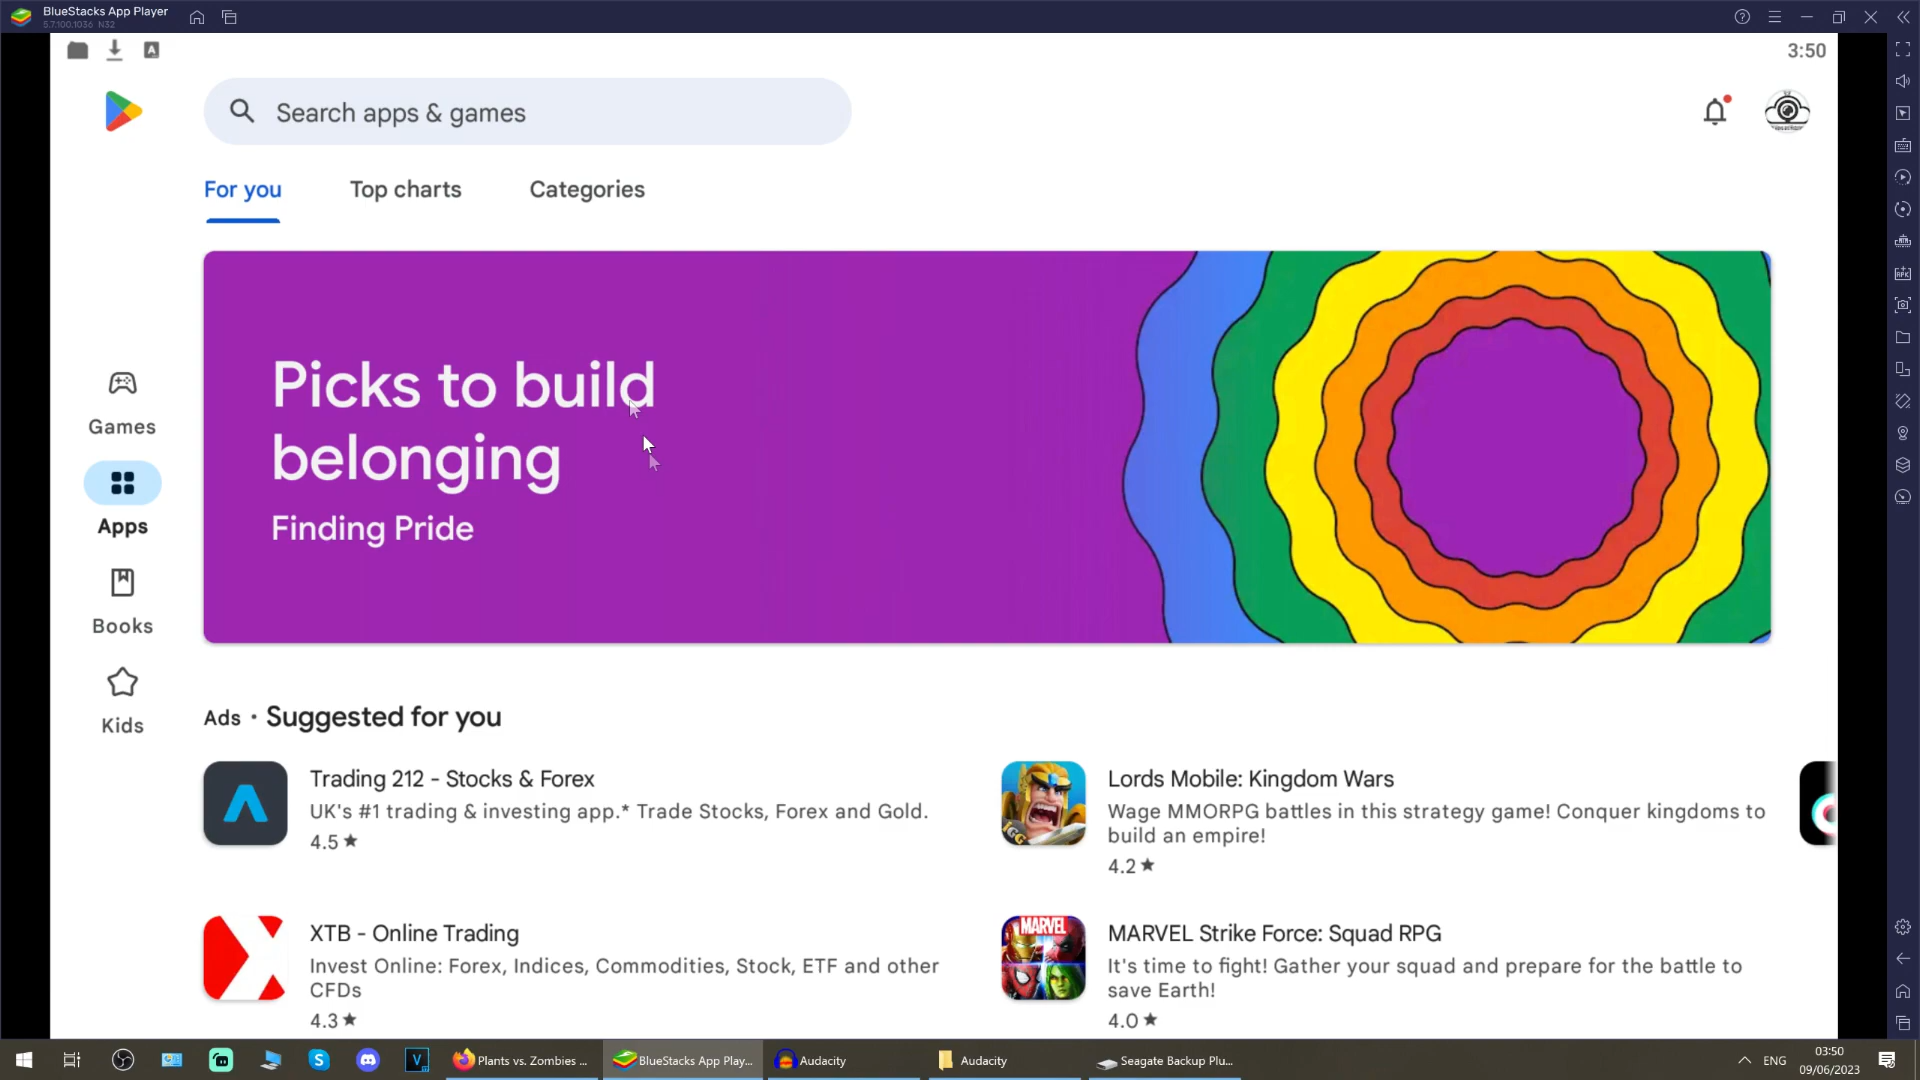 BlueStacks App Player
5.7.100.1036 N32
3:50
Search apps & games
For you
Top charts
Categories
Picks to build
belonging
Finding Pride
Games
Apps
Books
Kids
Ads • Suggested for you
Trading 212 - Stocks & Forex
UK's #1 trading & investing app.* Trade Stocks, Forex and Gold.
4.5★
Lords Mobile: Kingdom Wars
Wage MMORPG battles in this strategy game! Conquer kingdoms to
build an empire!
4.2★
IGG
XTB - Online Trading
Invest Online: Forex, Indices, Commodities, Stock, ETF and other
CFDs
4.3★
MARVEL
MARVEL Strike Force: Squad RPG
It's time to fight! Gather your squad and prepare for the battle to
save Earth!
4.0★
Plants vs. Zombies ...
BlueStacks App Play...
Audacity
Audacity
Seagate Backup Plu...
ENG
03:50
09/06/2023